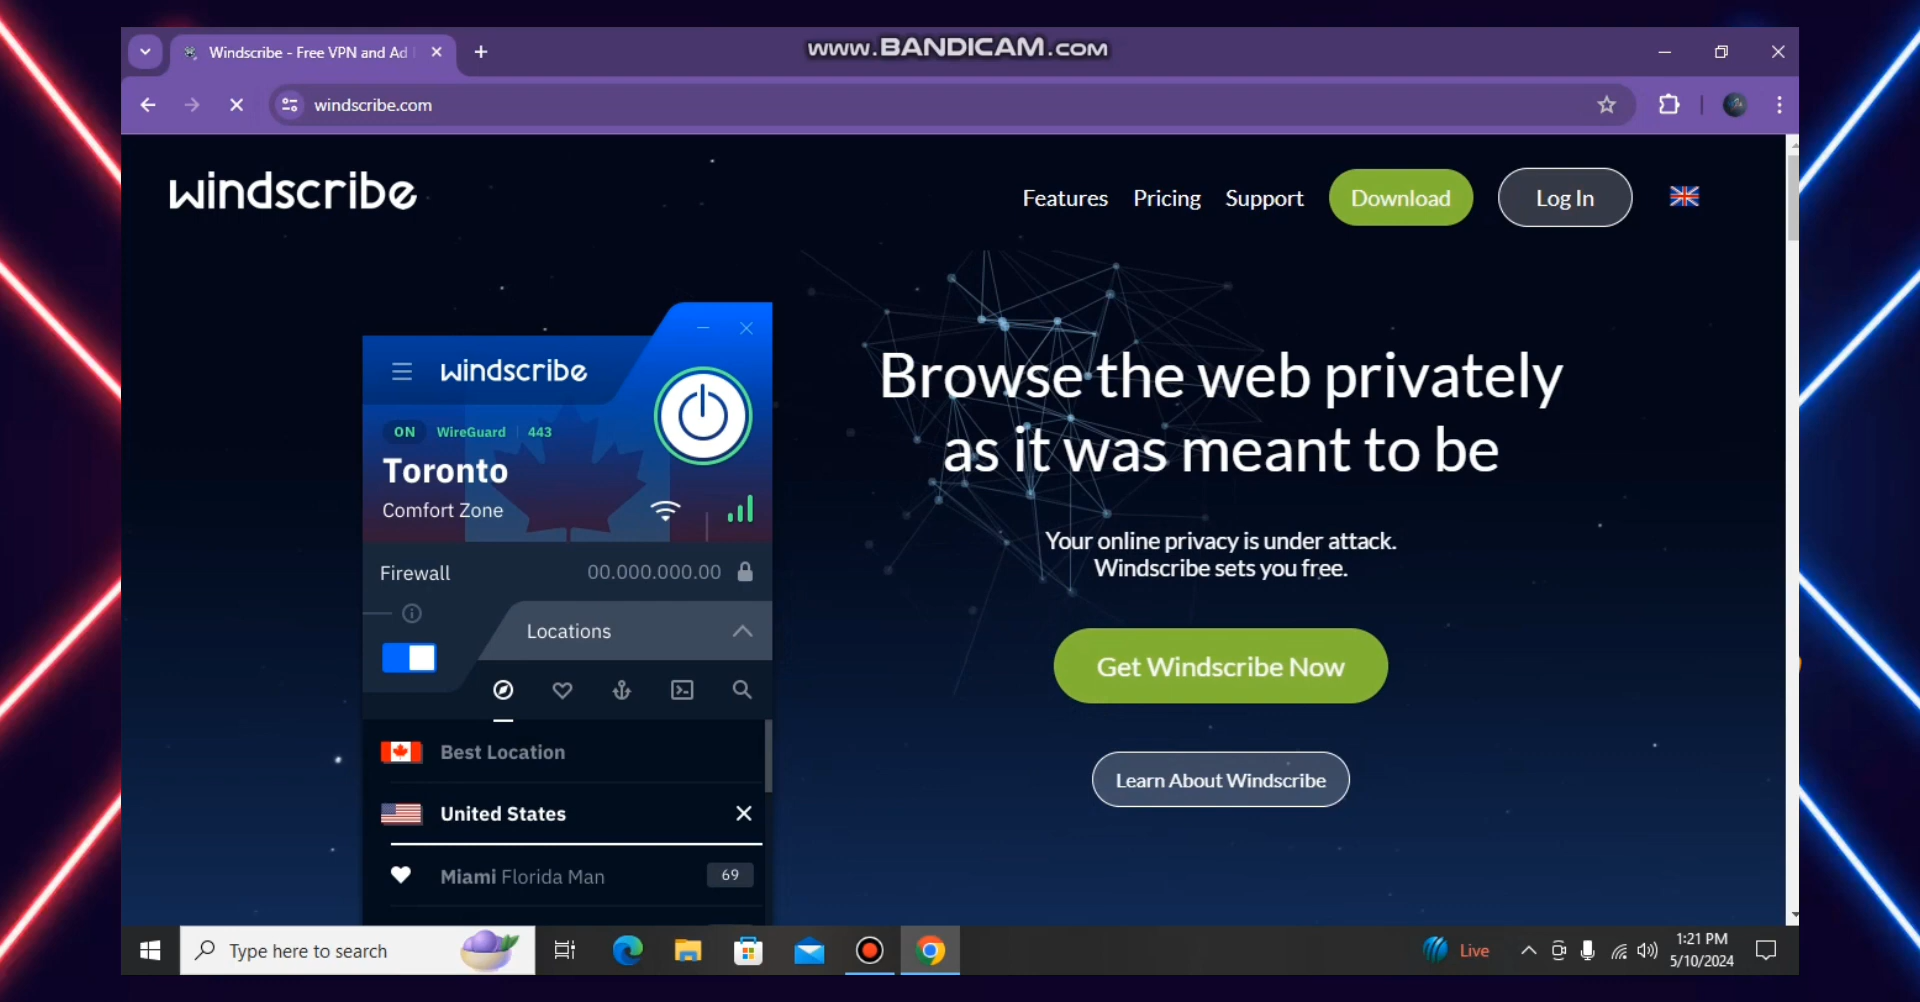 Windscribe - Free VPN and Ad
www.BANDICAM.com
windscribe.com
windscribe
Features Pricing Support Download Log In
windscribe
ON WireGuard 443
Toronto
Comfort Zone
Firewall 00.000.000.00
Locations
Best Location
United States
Miami Florida Man 69
Browse the web privately
as it was meant to be
Your online privacy is under attack.
Windscribe sets you free.
Get Windscribe Now
Learn About Windscribe
Type here to search
Live
1:21 PM
5/10/2024